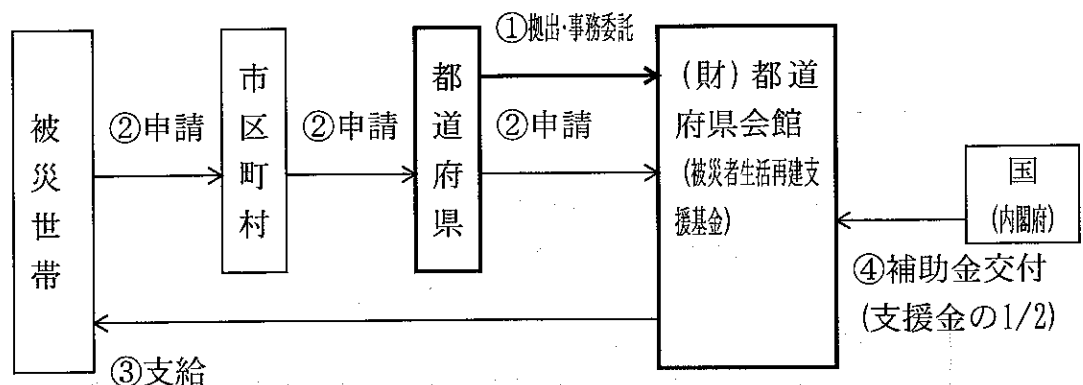 ①拠出・事務委託
被災世帯
②申請
市区町村
②申請
都道府県
②申請
(財)都道
府県会館
(被災者生活再建支
援基金)
国
(内閣府)
④補助金交付
(支援金の1/2)
③支給